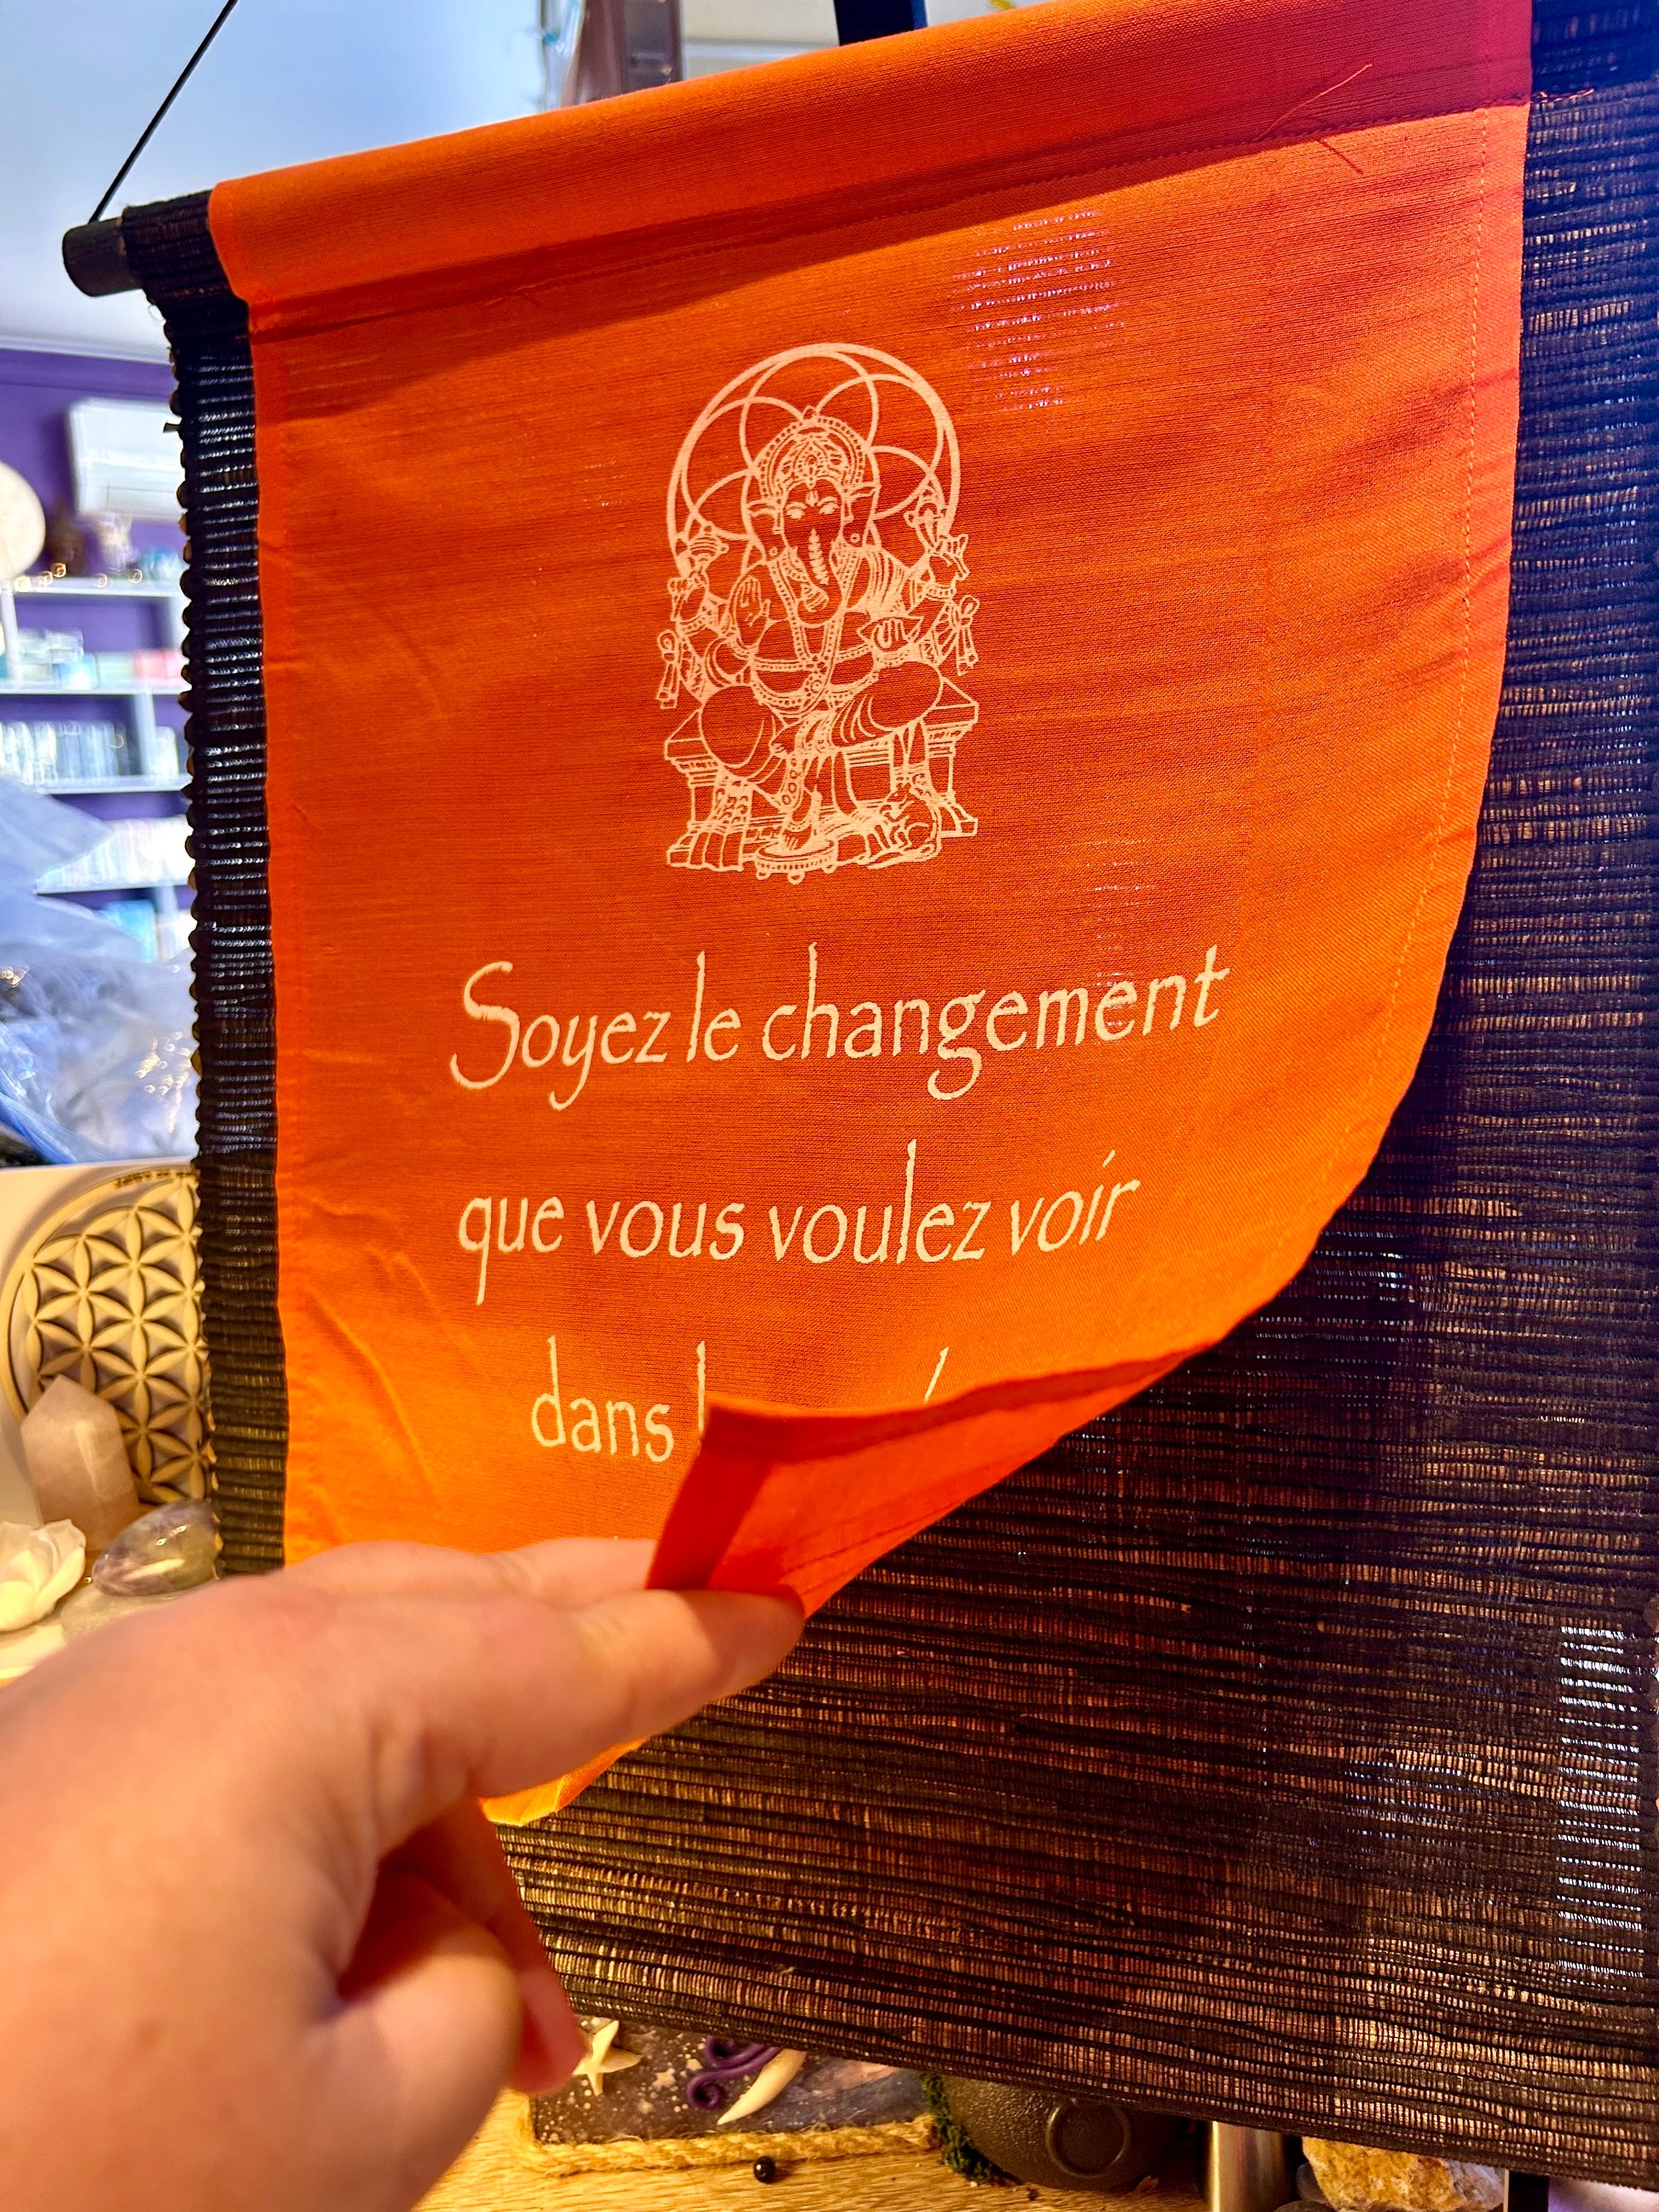 Soyez le changement
que vous voulez voir
dans